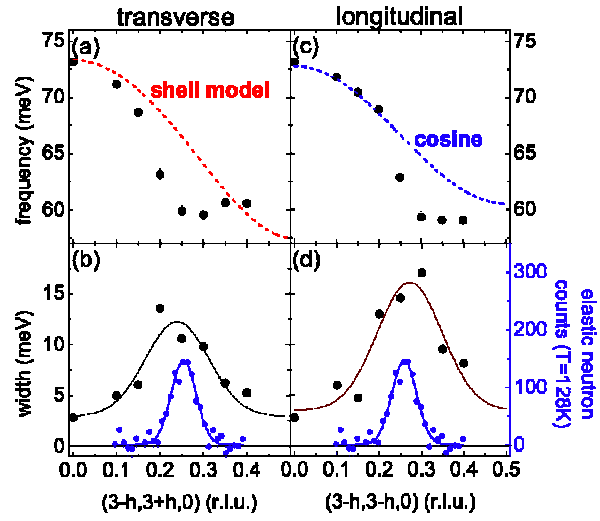 transverse
longitudinal
(a)
(c)
shell model
cosine
frequency (meV)
75
70
65
60
75
70
65
60
(b)
(d)
width (meV)
15
10
5
0
300
250
200
150
100
50
0
elastic neutron
counts (T=1.28K)
0.0 0.1 0.2 0.3 0.4
0.0 0.1 0.2 0.3 0.4 0.5
(3-h,3+h,0) (r.l.u.)
(3-h,3-h,0) (r.l.u.)